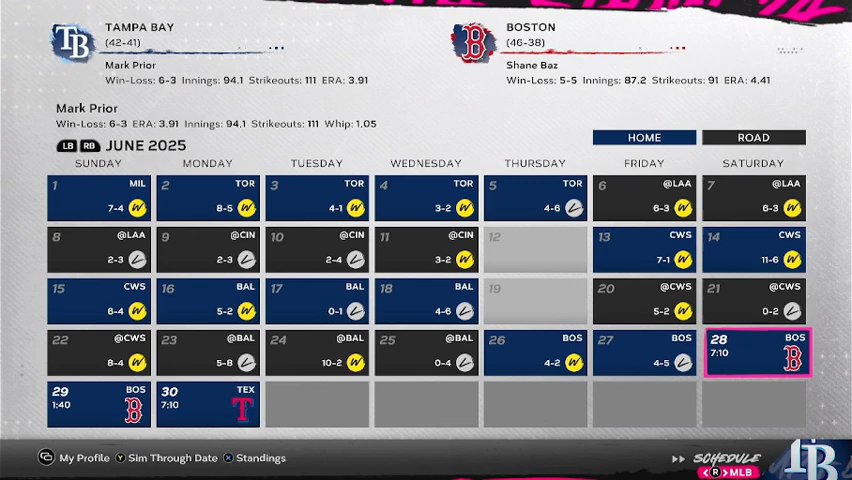 TAMPA BAY
(42-41)
Mark Prior
Win-Loss: 6-3 Innings: 94.1 Strikeouts: 111 ERA: 3.91
BOSTON
(46-38)
Shane Baz
Win-Loss: 5-5 Innings: 87.2 Strikeouts: 91 ERA: 4.41
Mark Prior
Win-Loss: 6-3 ERA: 3.91 Innings: 94.1 Strikeouts: 111 Whip: 1.05
LB RB JUNE 2025
HOME ROAD
SUNDAY MONDAY TUESDAY WEDNESDAY THURSDAY FRIDAY SATURDAY
1 MIL 2 TOR 3 TOR 4 TOR 5 TOR 6 @LAA 7 @LAA
7-4 W 8-5 W 4-1 W 3-2 W 4-6 L 6-3 W 6-3 W
8 @LAA 9 @CIN 10 @CIN 11 @CIN 12 13 CWS 14 CWS
2-3 L 2-3 L 2-4 L 3-2 W 7-1 W 11-6 W
15 CWS 16 BAL 17 BAL 18 BAL 19 20 @CWS 21 @CWS
6-4 W 5-2 W 0-1 L 4-6 L 5-2 W 0-2 L
22 @CWS 23 @BAL 24 @BAL 25 @BAL 26 BOS 27 BOS 28 BOS
8-4 W 5-8 L 10-2 W 0-4 L 4-2 W 4-5 L 7:10 B
29 BOS 30 TEX
1:40 B 7:10 T
My Profile Y Sim Through Date X Standings
SCHEDULE
R MLB
TB